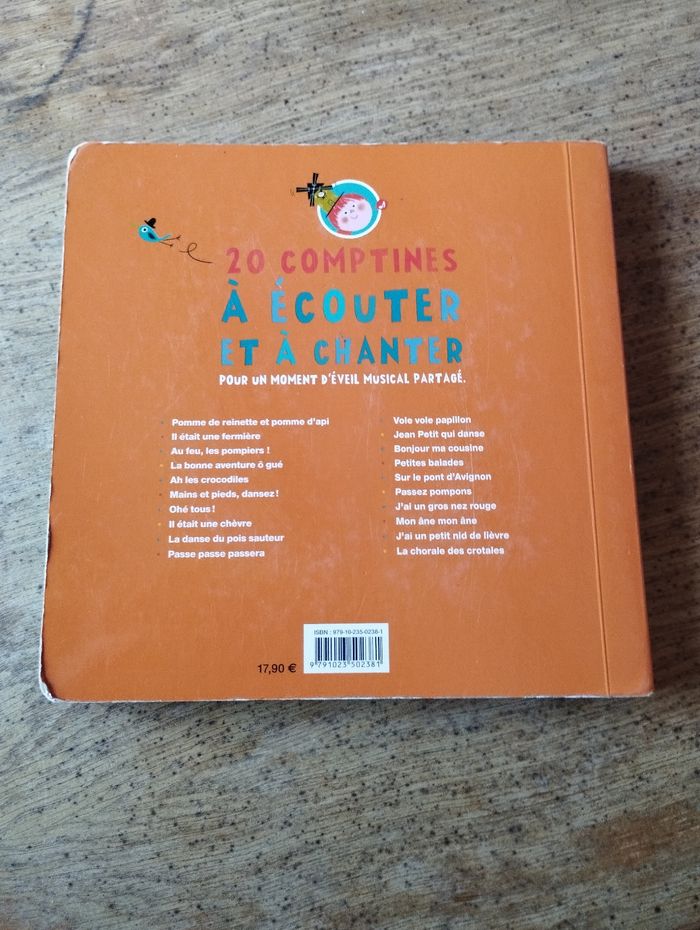 20 COMPTINES
À ÉCOUTER
ET À CHANTER
POUR UN MOMENT D'ÉVEIL MUSICAL PARTAGÉ.
Pomme de reinette et pomme d'api
Il était une fermière
Au feu, les pompiers !
La bonne aventure ô gué
Ah les crocodiles
Mains et pieds, dansez !
Ohé tous !
Il était une chèvre
La danse du pois sauteur
Passe passe passera
Vole vole papillon
Jean Petit qui danse
Bonjour ma cousine
Petites balades
Sur le pont d'Avignon
Passez pompons
J'ai un gros nez rouge
Mon âne mon âne
J'ai un petit nid de lièvre
La chorale des crotales
ISBN : 979-10-235-0238-1
17,90 €
9 791023 502381